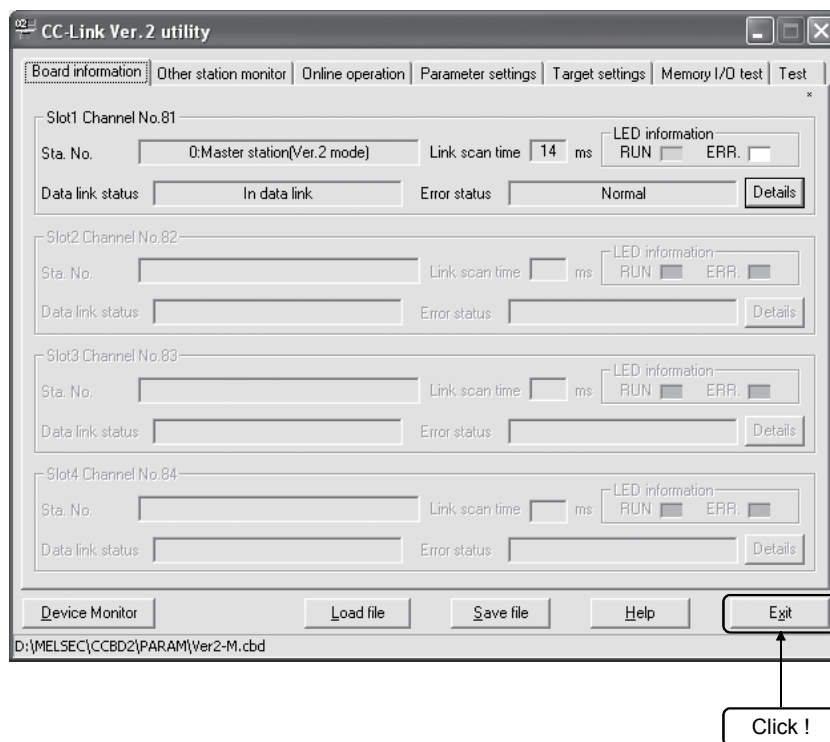 CC-Link Ver. 2 utility
Board information Other station monitor Online operation Parameter settings Target settings Memory I/O test Test
Slot1 Channel No.81
LED information
Sta. No. 0:Master station(Ver.2 mode) Link scan time 14 ms RUN ERR.
Data link status In data link Error status Normal Details
Slot2 Channel No.82
LED information
Sta. No. Link scan time ms RUN ERR.
Data link status Error status Details
Slot3 Channel No.83
LED information
Sta. No. Link scan time ms RUN ERR.
Data link status Error status Details
Slot4 Channel No.84
LED information
Sta. No. Link scan time ms RUN ERR.
Data link status Error status Details
Device Monitor Load file Save file Help Exit
D:\MELSEC\CCBD2\PARAM\Ver2-M.cbd
Click !